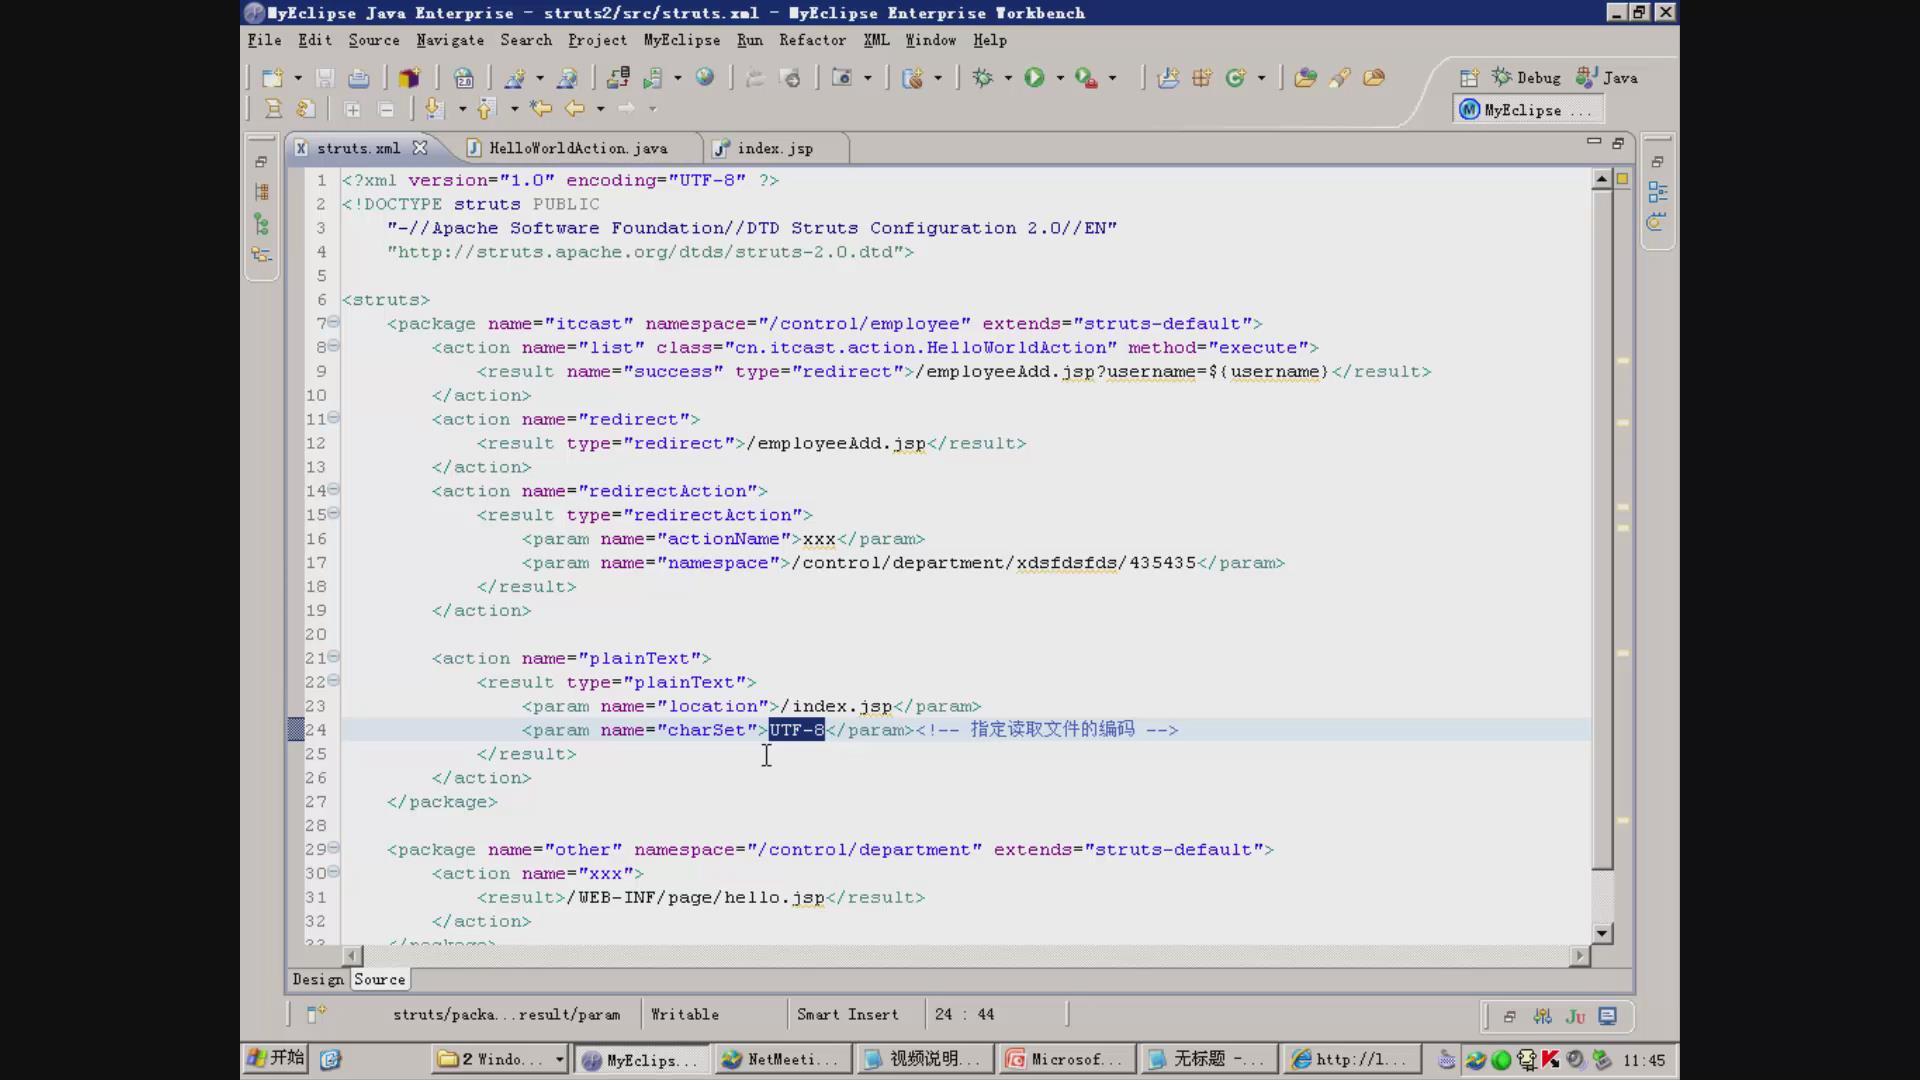 MyEclipse Java Enterprise - struts2/src/struts.xml - MyEclipse Enterprise Workbench
File Edit Source Navigate Search Project MyEclipse Run Refactor XML Window Help
Debug Java
MyEclipse ...
struts.xml HelloWorldAction.java index.jsp
1 <?xml version="1.0" encoding="UTF-8" ?>
2 <!DOCTYPE struts PUBLIC
3 "-//Apache Software Foundation//DTD Struts Configuration 2.0//EN"
4 "http://struts.apache.org/dtds/struts-2.0.dtd">
5
6 <struts>
7 <package name="itcast" namespace="/control/employee" extends="struts-default">
8 <action name="list" class="cn.itcast.action.HelloWorldAction" method="execute">
9 <result name="success" type="redirect">/employeeAdd.jsp?username=${username}</result>
10 </action>
11 <action name="redirect">
12 <result type="redirect">/employeeAdd.jsp</result>
13 </action>
14 <action name="redirectAction">
15 <result type="redirectAction">
16 <param name="actionName">xxx</param>
17 <param name="namespace">/control/department/xdsfdsfds/435435</param>
18 </result>
19 </action>
20
21 <action name="plainText">
22 <result type="plainText">
23 <param name="location">/index.jsp</param>
24 <param name="charSet">UTF-8</param><!-- 指定读取文件的编码 -->
25 </result>
26 </action>
27 </package>
28
29 <package name="other" namespace="/control/department" extends="struts-default">
30 <action name="xxx">
31 <result>/WEB-INF/page/hello.jsp</result>
32 </action>
33 </package>
Design Source
struts/packa...result/param Writable Smart Insert 24 : 44
开始 2 Windo... MyEclips... NetMeeti... 视频说明... Microsof... 无标题 -... http://l... 11:45